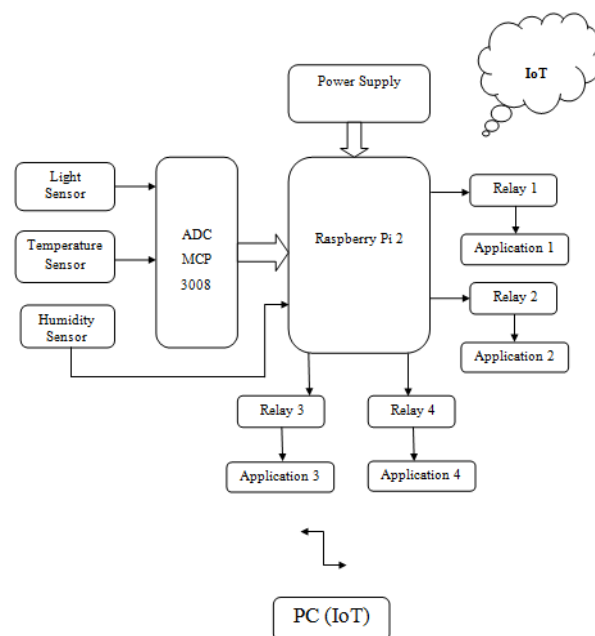 IoT
Power Supply
Light
Sensor
Temperature
Sensor
Humidity
Sensor
ADC
MCP
3008
Raspberry Pi 2
Relay 1
Application 1
Relay 2
Application 2
Relay 3
Application 3
Relay 4
Application 4
PC (IoT)